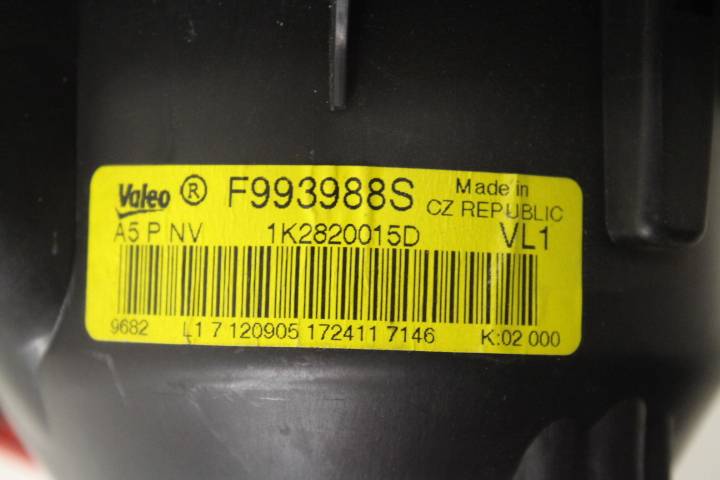 Valeo ® F993988S Made in
CZ REPUBLIC
A5 P NV 1K2820015D VL1
9682 L1 7 120905 172411 7146 K:02 000